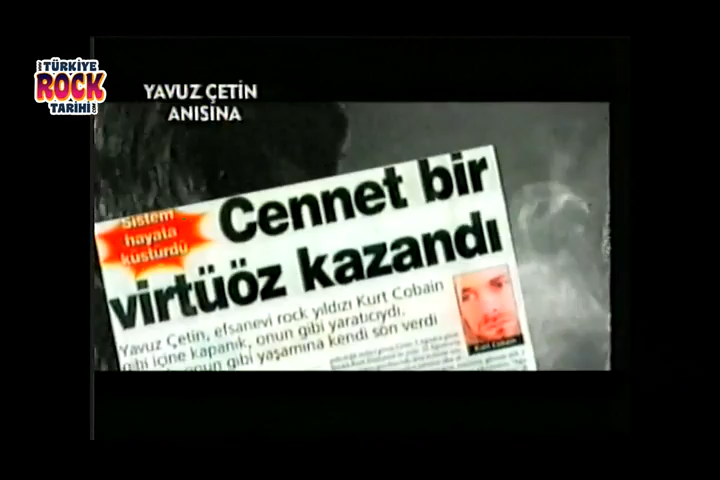 TÜRKİYE
ROCK
TARİHİ
YAVUZ ÇETİN
ANISINA
Sistem
hayata
küstürdü
Cennet bir
virtüöz kazandı
Yavuz Çetin, efsanevi rock yıldızı Kurt Cobain
gibi içine kapanık, onun gibi yaratıcıydı.
onun gibi yaşamına kendi son verdi
Kurt Cobain